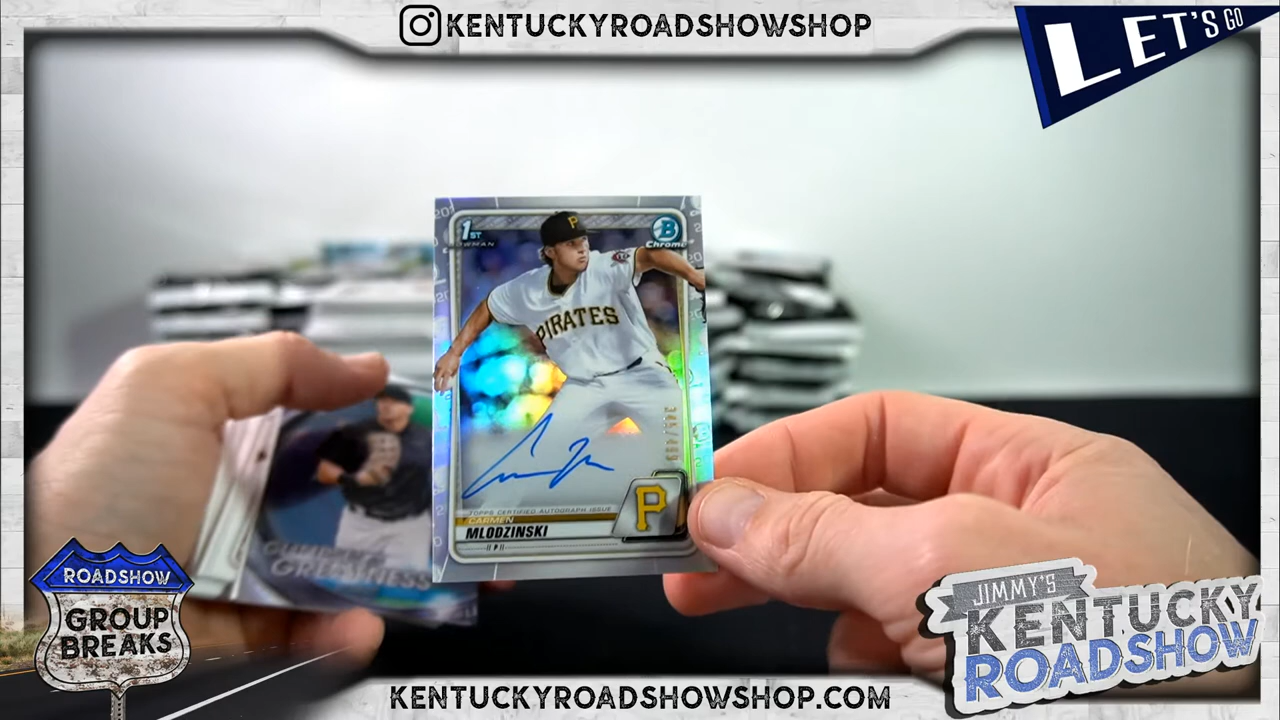 KENTUCKYROADSHOWSHOP
LET'S GO
1ST
BOWMAN
B
Chrome
P
PIRATES
TOPPS CERTIFIED AUTOGRAPH ISSUE
CARMEN
MLODZINSKI
P
P
GREATNESS
ROADSHOW
GROUP
BREAKS
JIMMY'S
KENTUCKY
ROADSHOW
KENTUCKYROADSHOWSHOP.COM